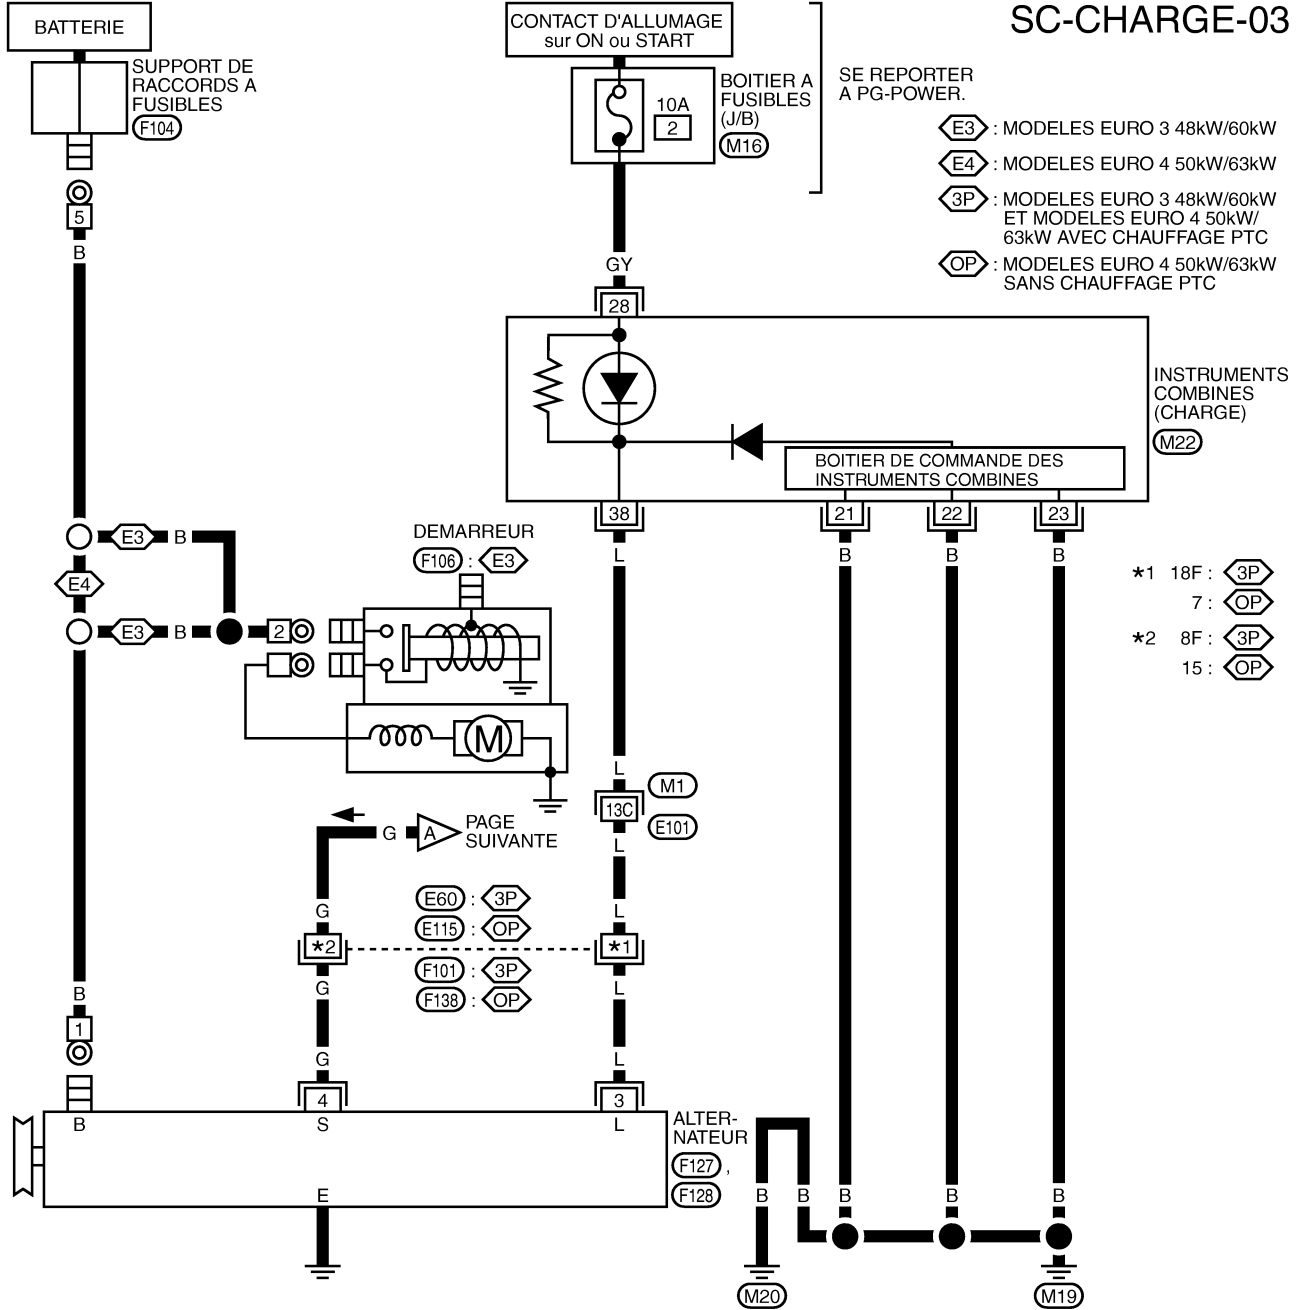 SC-CHARGE-03
BATTERIE
SUPPORT DE
RACCORDS A
FUSIBLES
F104
5
B
CONTACT D'ALLUMAGE
sur ON ou START
10A
2
BOITIER A
FUSIBLES
(J/B)
M16
SE REPORTER
A PG-POWER.
E3 : MODELES EURO 3 48kW/60kW
E4 : MODELES EURO 4 50kW/63kW
3P : MODELES EURO 3 48kW/60kW
ET MODELES EURO 4 50kW/
63kW AVEC CHAUFFAGE PTC
OP : MODELES EURO 4 50kW/63kW
SANS CHAUFFAGE PTC
GY
28
INSTRUMENTS
COMBINES
(CHARGE)
M22
BOITIER DE COMMANDE DES
INSTRUMENTS COMBINES
38
21
22
23
L
B
B
B
E3
B
E4
E3
B
2
DEMARREUR
F106 : E3
M
*1 18F : 3P
7 : OP
*2 8F : 3P
15 : OP
L
M1
13C
E101
L
G
A
PAGE
SUIVANTE
G
L
E60 : 3P
E115 : OP
*2
*1
F101 : 3P
F138 : OP
G
L
B
1
G
L
4
3
B
S
L
E
ALTER-
NATEUR
F127 ,
F128
B
B
B
B
B
M20
M19